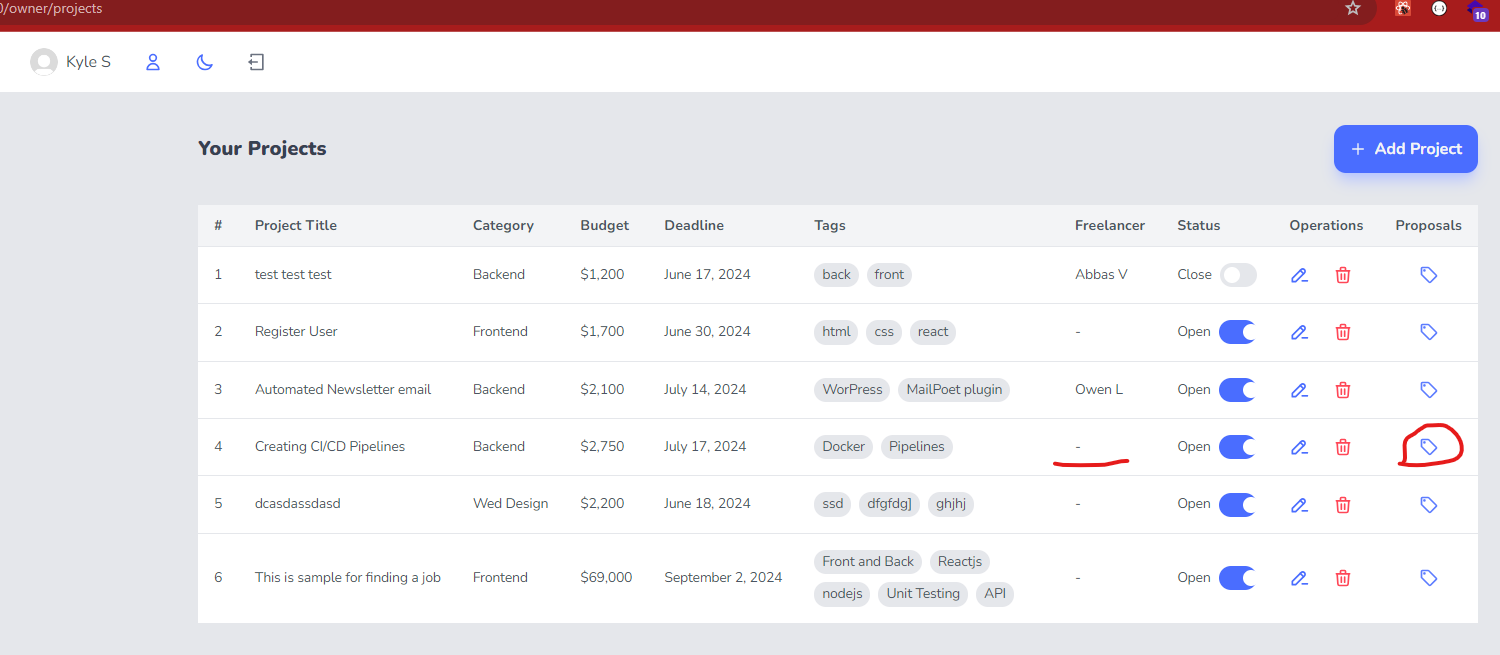 0/owner/projects
10
Kyle S
Your Projects
+ Add Project
# Project Title Category Budget Deadline Tags Freelancer Status Operations Proposals
1 test test test Backend $1,200 June 17, 2024 back front Abbas V Close
2 Register User Frontend $1,700 June 30, 2024 html css react - Open
3 Automated Newsletter email Backend $2,100 July 14, 2024 WorPress MailPoet plugin Owen L Open
4 Creating CI/CD Pipelines Backend $2,750 July 17, 2024 Docker Pipelines - Open
5 dcasdassdasd Wed Design $2,200 June 18, 2024 ssd dfgfdg] ghjhj - Open
6 This is sample for finding a job Frontend $69,000 September 2, 2024 Front and Back Reactjs - Open
nodejs Unit Testing API